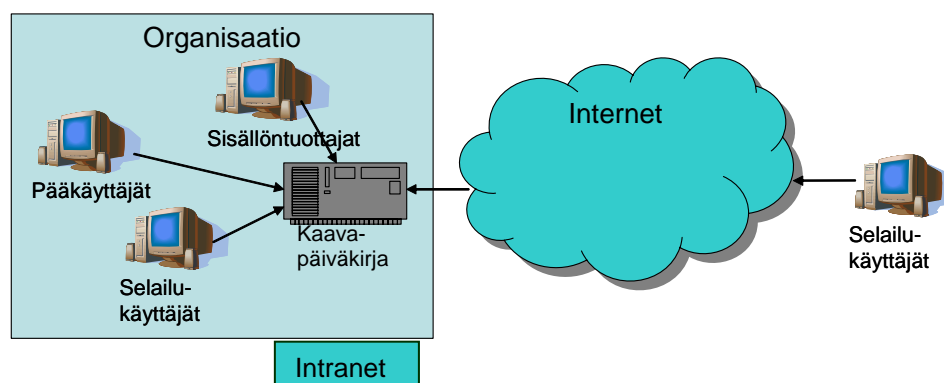 Organisaatio
Sisällöntuottajat
Pääkäyttäjät
Kaava-
päiväkirja
Selailu-
käyttäjät
Intranet
Internet
Selailu-
käyttäjät